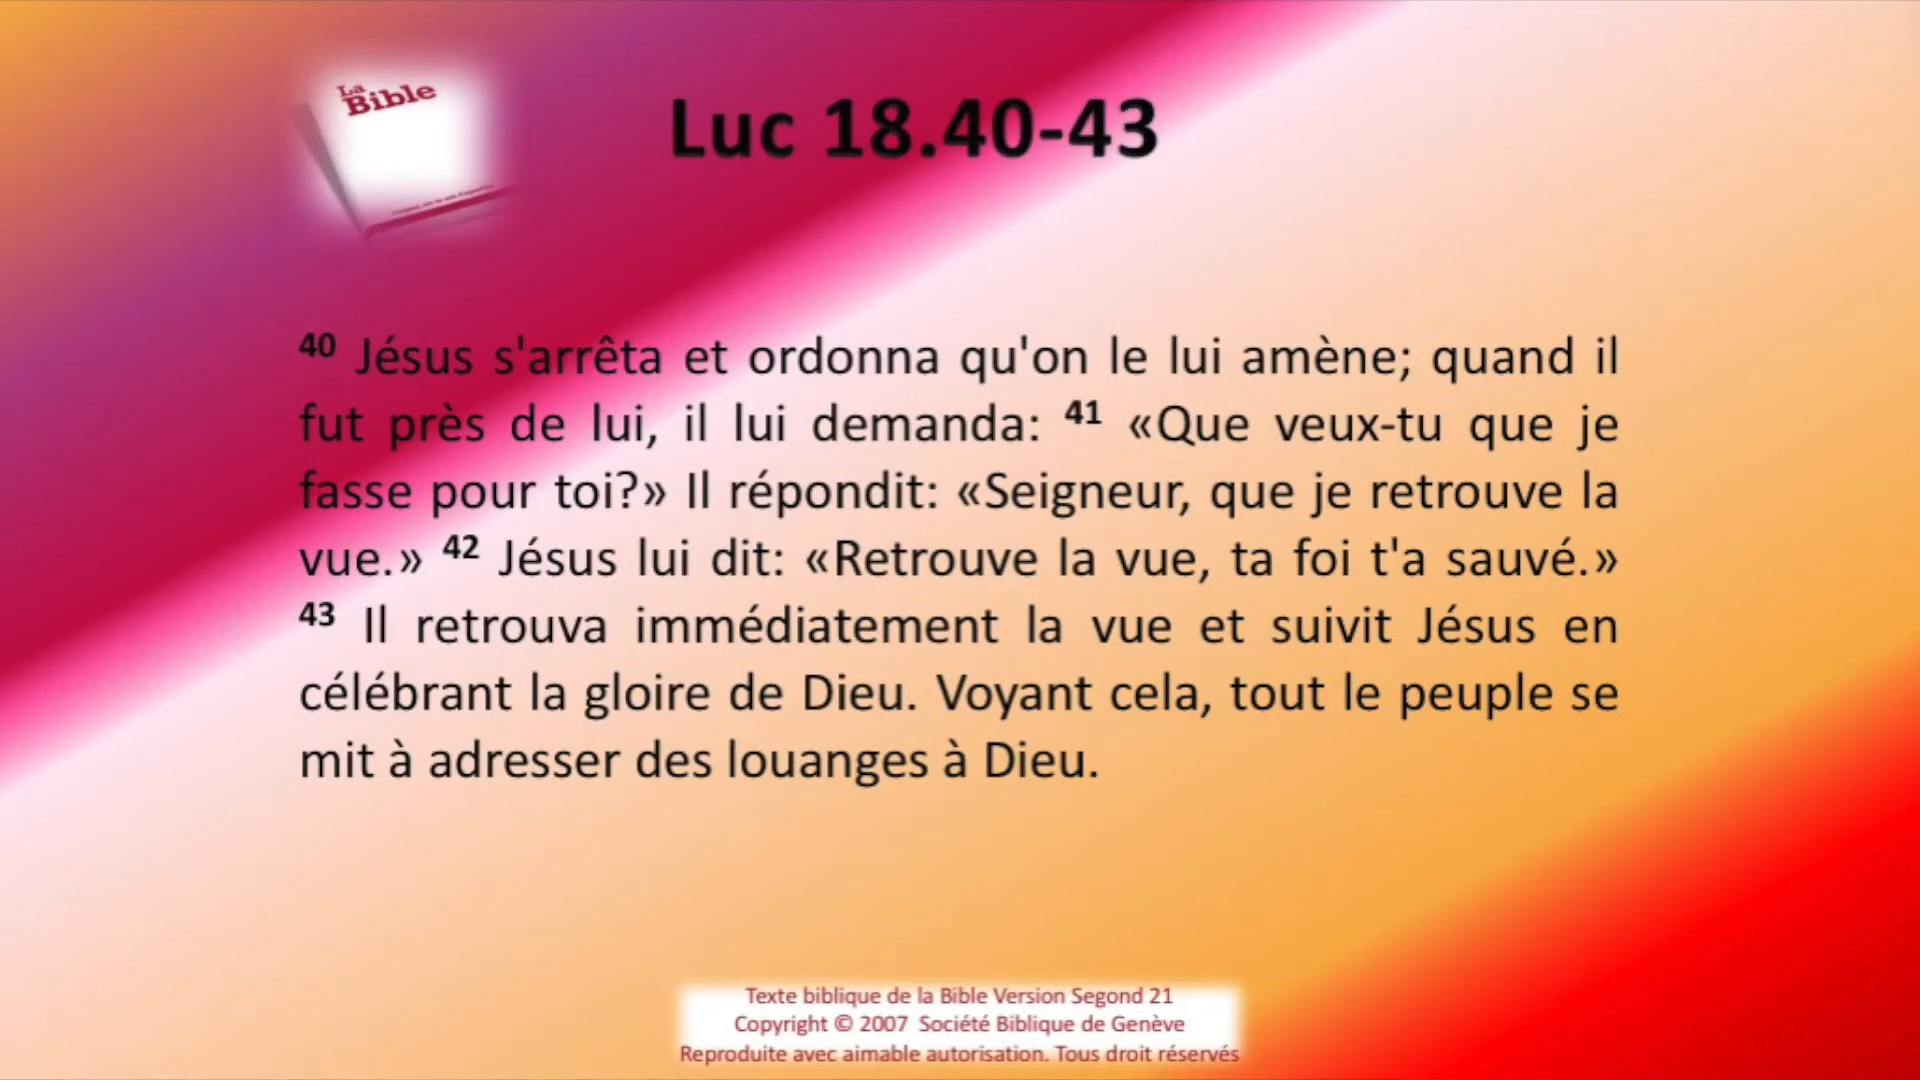 La
Bible
Luc 18.40-43
40 Jésus s'arrêta et ordonna qu'on le lui amène; quand il
fut près de lui, il lui demanda: 41 «Que veux-tu que je
fasse pour toi?» Il répondit: «Seigneur, que je retrouve la
vue.» 42 Jésus lui dit: «Retrouve la vue, ta foi t'a sauvé.»
43 Il retrouva immédiatement la vue et suivit Jésus en
célébrant la gloire de Dieu. Voyant cela, tout le peuple se
mit à adresser des louanges à Dieu.
Texte biblique de la Bible Version Segond 21
Copyright © 2007 Société Biblique de Genève
Reproduite avec aimable autorisation. Tous droit réservés